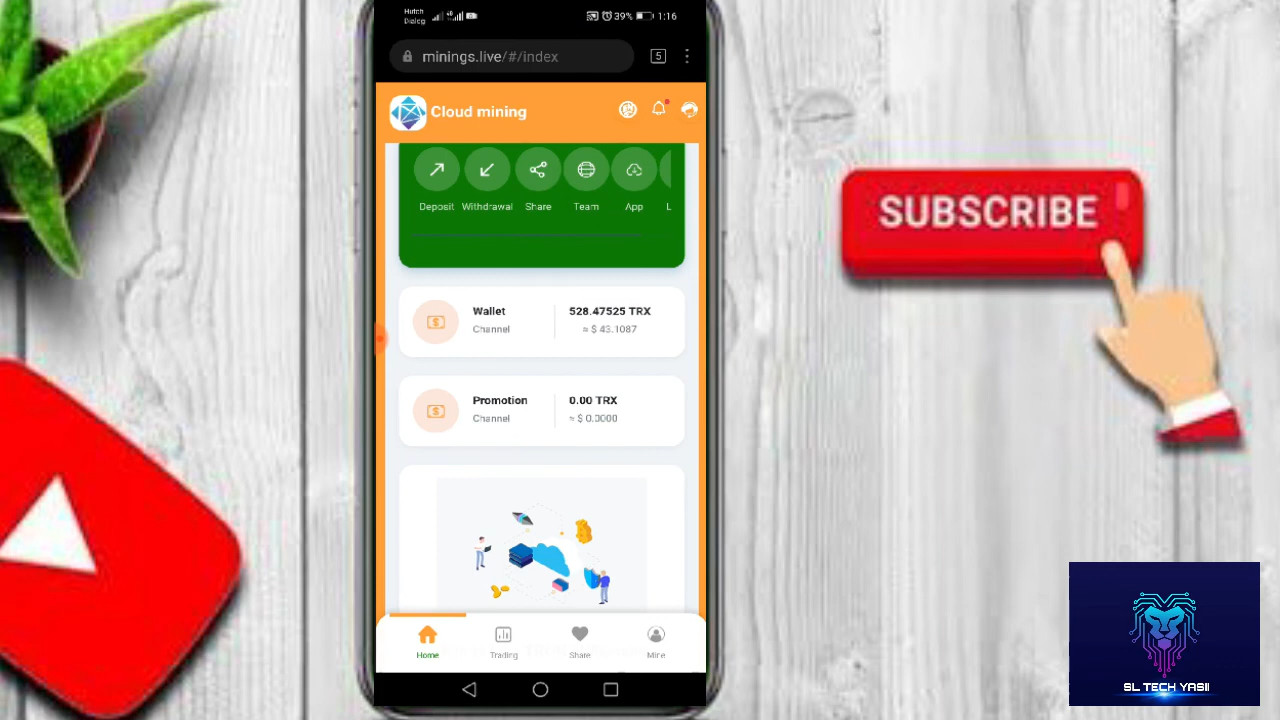 Hutch
Dialog
39% 1:16
minings.live/#/index
5
Cloud mining
Deposit Withdrawal Share Team App L
Wallet
Channel
528.47525 TRX
≈ $ 43.1087
Promotion
Channel
0.00 TRX
≈ $ 0.0000
Home Trading Share Mine
SUBSCRIBE
SL TECH YASII